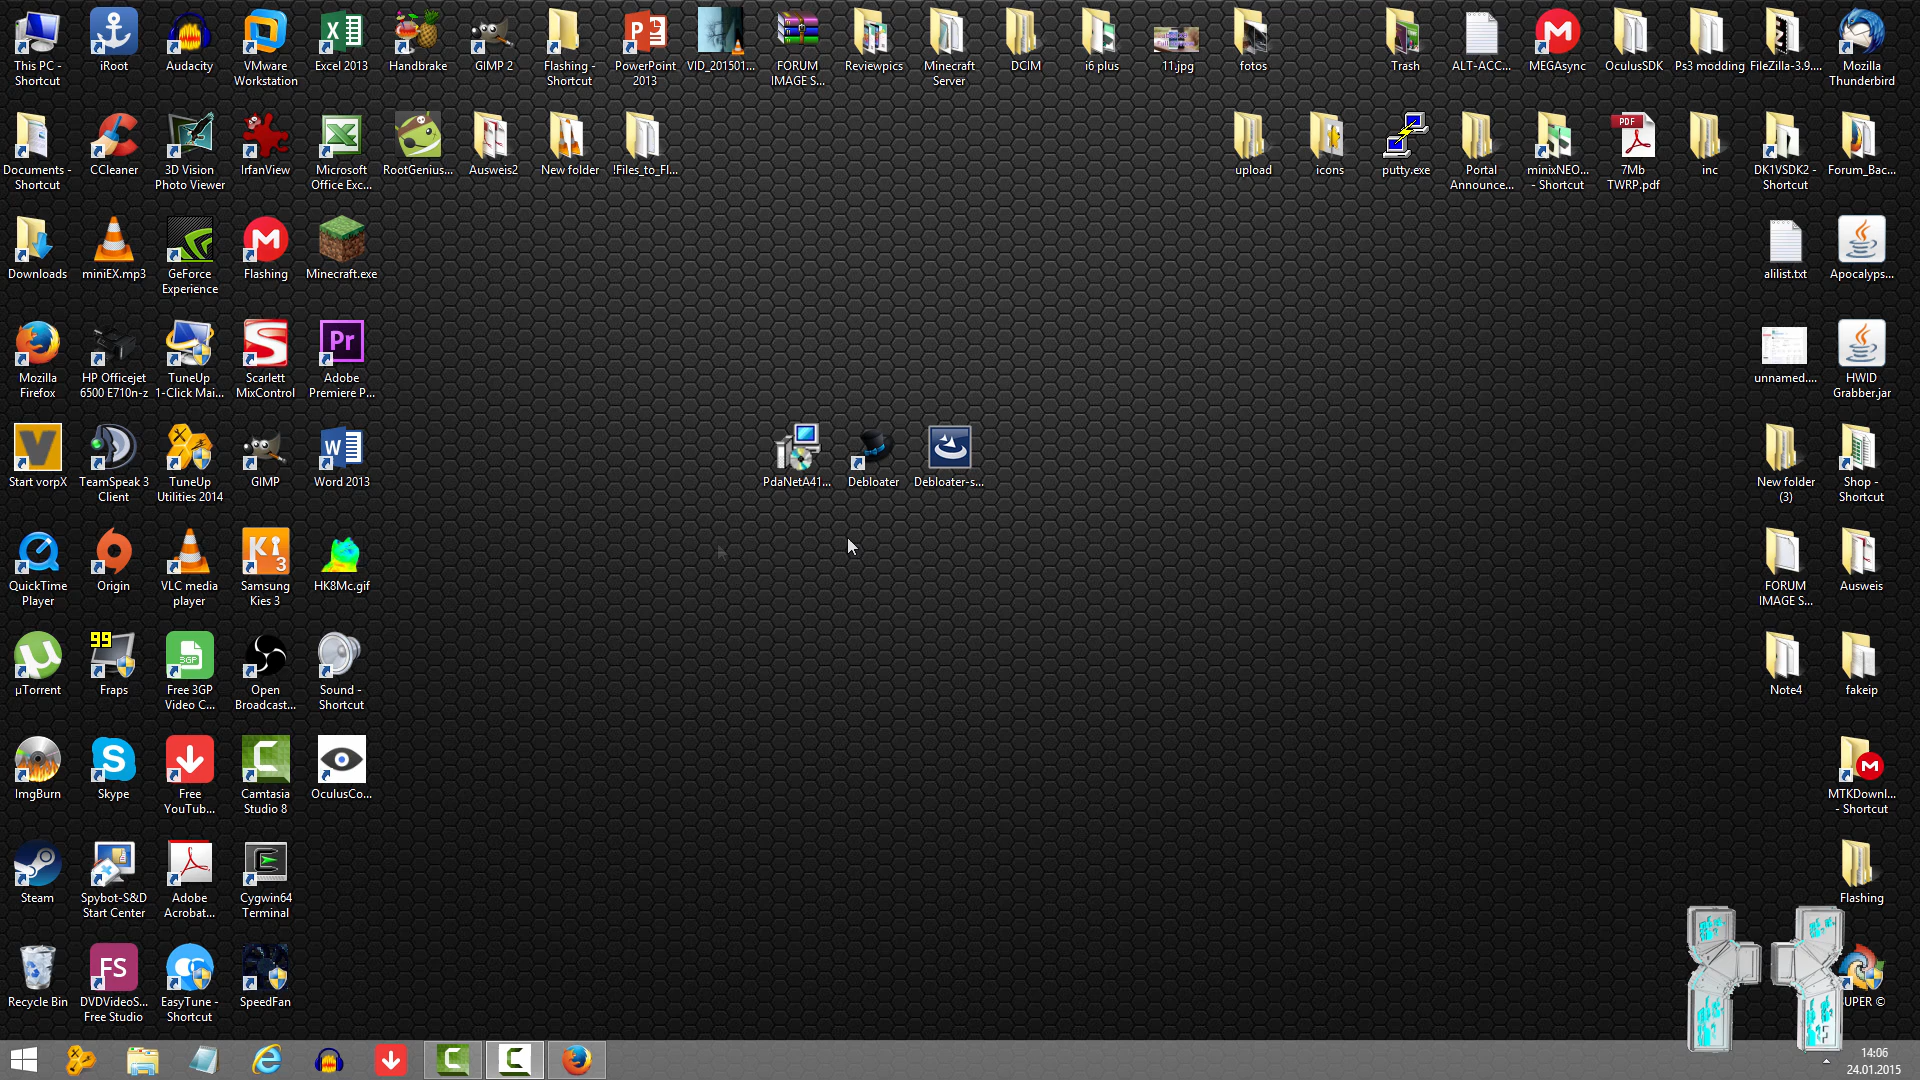 This PC -
Shortcut
iRoot
Audacity
VMware
Workstation
Excel 2013
Handbrake
GIMP 2
Flashing -
Shortcut
PowerPoint
2013
VID_201501...
FORUM
IMAGE S...
Reviewpics
Minecraft
Server
DCIM
i6 plus
11.jpg
fotos
Trash
ALT-ACC...
MEGAsync
OculusSDK
Ps3 modding
FileZilla-3.9....
Mozilla
Thunderbird
Documents -
Shortcut
CCleaner
3D Vision
Photo Viewer
IrfanView
Microsoft
Office Exc...
RootGenius...
Ausweis2
New folder
!Files_to_Fl...
upload
icons
putty.exe
Portal
Announce...
minixNEO...
- Shortcut
PDF
7Mb
TWRP.pdf
inc
DK1VSDK2 -
Shortcut
Forum_Bac...
Downloads
miniEX.mp3
GeForce
Experience
Flashing
Minecraft.exe
alilist.txt
Apocalyps...
Mozilla
Firefox
HP Officejet
6500 E710n-z
TuneUp
1-Click Mai...
Scarlett
MixControl
Pr
Adobe
Premiere P...
unnamed....
HWID
Grabber.jar
Start vorpX
TeamSpeak 3
Client
TuneUp
Utilities 2014
GIMP
Word 2013
PdaNetA41...
Debloater
Debloater-s...
New folder
(3)
Shop -
Shortcut
QuickTime
Player
Origin
VLC media
player
Ki
3
Samsung
Kies 3
HK8Mc.gif
FORUM
IMAGE S...
Ausweis
µTorrent
99
Fraps
3GP
Free 3GP
Video C...
Open
Broadcast...
Sound -
Shortcut
Note4
fakeip
ImgBurn
Skype
Free
YouTub...
Camtasia
Studio 8
OculusCo...
MTKDownl...
- Shortcut
Steam
Spybot-S&D
Start Center
Adobe
Acrobat...
Cygwin64
Terminal
Flashing
Recycle Bin
FS
DVDVideoS...
Free Studio
EasyTune -
Shortcut
SpeedFan
UPER ©
14:06
24.01.2015